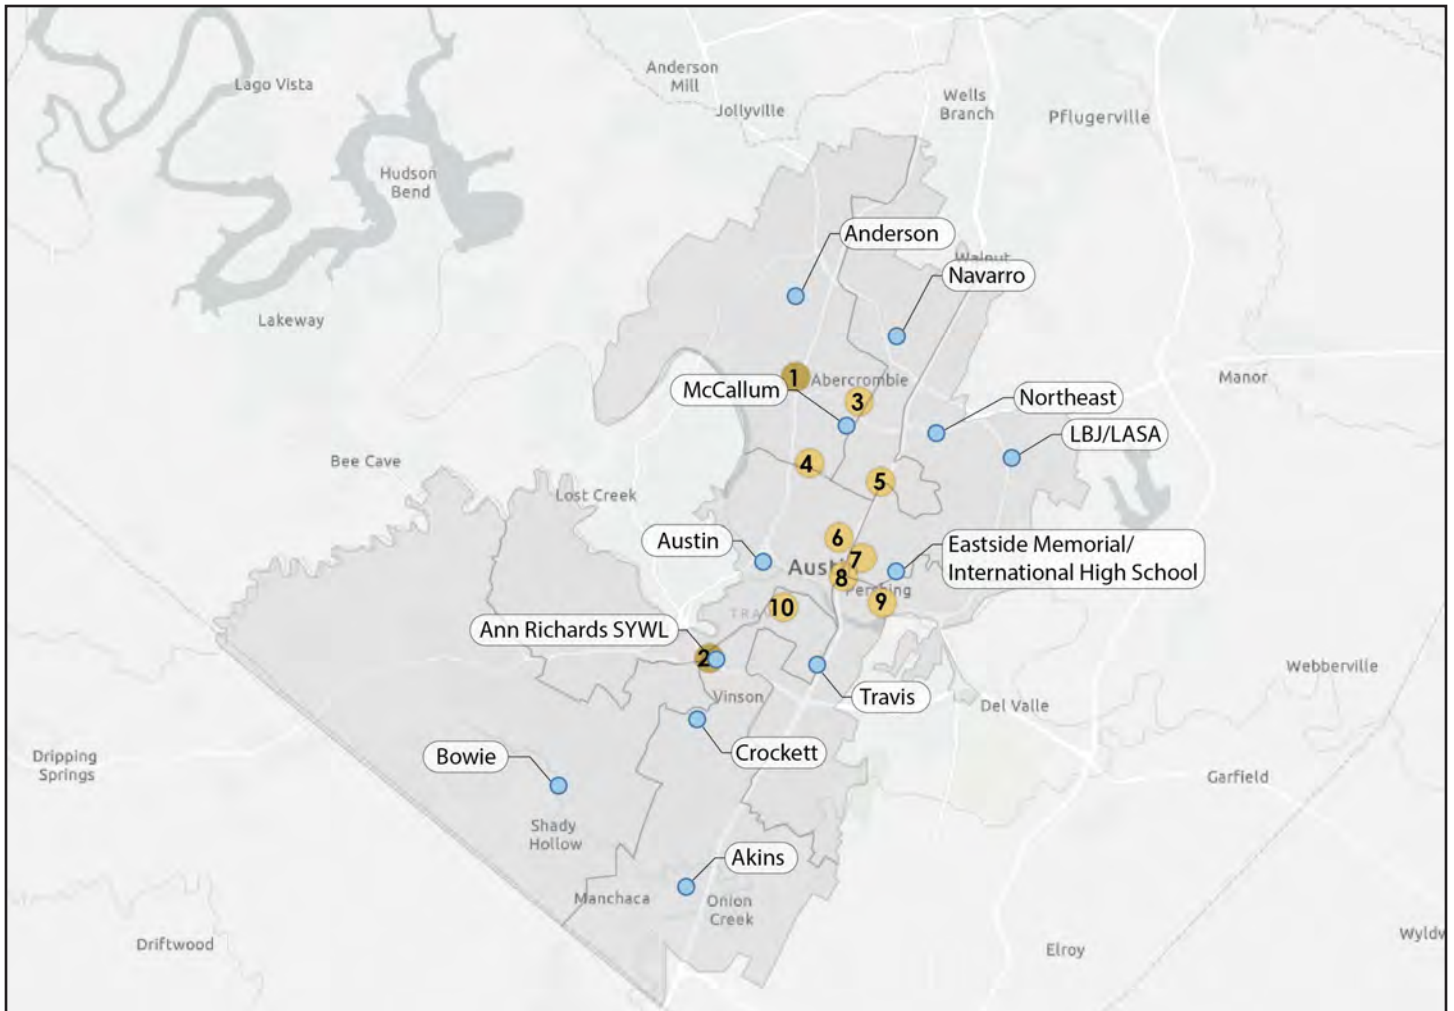 Lago Vista
Anderson
Mill
Jollyville
Wells
Branch
Pflugerville
Hudson
Bend
Anderson
Walnut
Navarro
Lakeway
1
Abercrombie
McCallum
3
Manor
Northeast
LBJ/LASA
Bee Cave
4
5
Lost Creek
Austin
6
Eastside Memorial/
International High School
7
8
9
10
Ann Richards SYWL
2
Webberville
Vinson
Travis
Del Valle
Crockett
Bowie
Dripping
Springs
Garfield
Shady
Hollow
Akins
Manchaca
Onion
Creek
Driftwood
Elroy